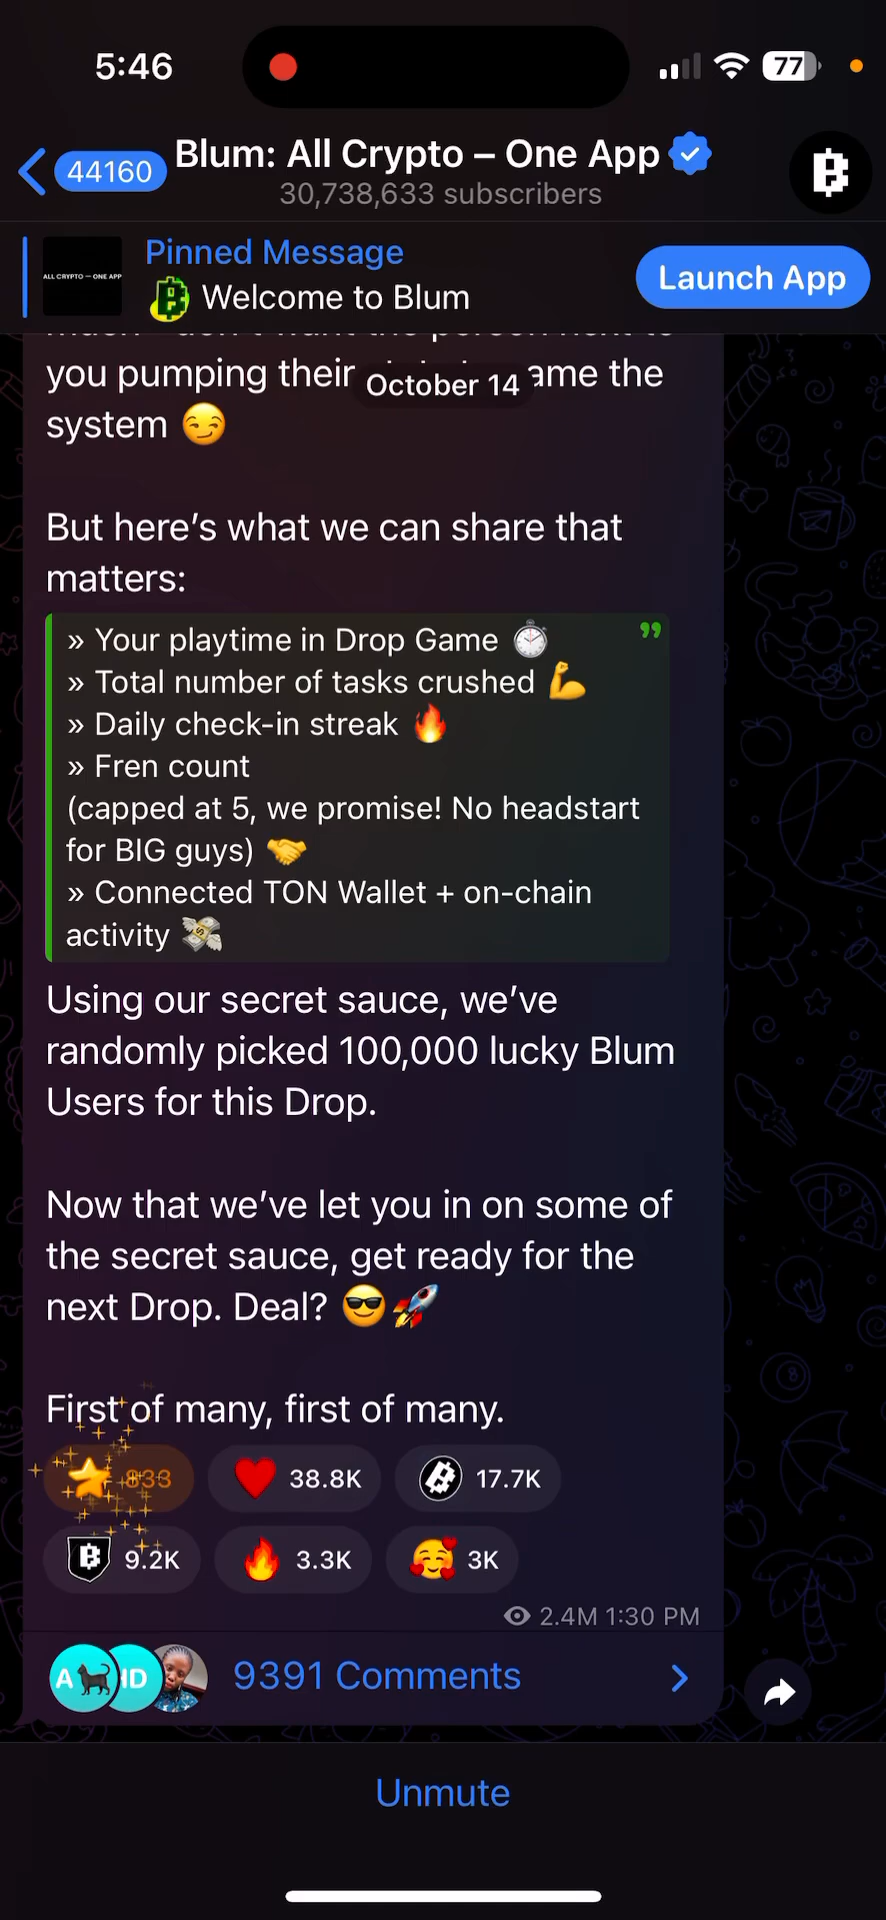 5:46
77
44160
Blum: All Crypto – One App
30,738,633 subscribers
ALL CRYPTO — ONE APP
Pinned Message
Welcome to Blum
Launch App
you pumping their
October 14
ame the
system 😏
But here’s what we can share that
matters:
» Your playtime in Drop Game ⏱️
» Total number of tasks crushed 💪
» Daily check-in streak 🔥
» Fren count
(capped at 5, we promise! No headstart
for BIG guys) 🤝
» Connected TON Wallet + on-chain
activity 💸
Using our secret sauce, we’ve
randomly picked 100,000 lucky Blum
Users for this Drop.
Now that we’ve let you in on some of
the secret sauce, get ready for the
next Drop. Deal? 😎🚀
First of many, first of many.
⭐ 833 ❤️ 38.8K 17.7K
9.2K 🔥 3.3K 🥰 3K
2.4M 1:30 PM
A ID 9391 Comments
Unmute